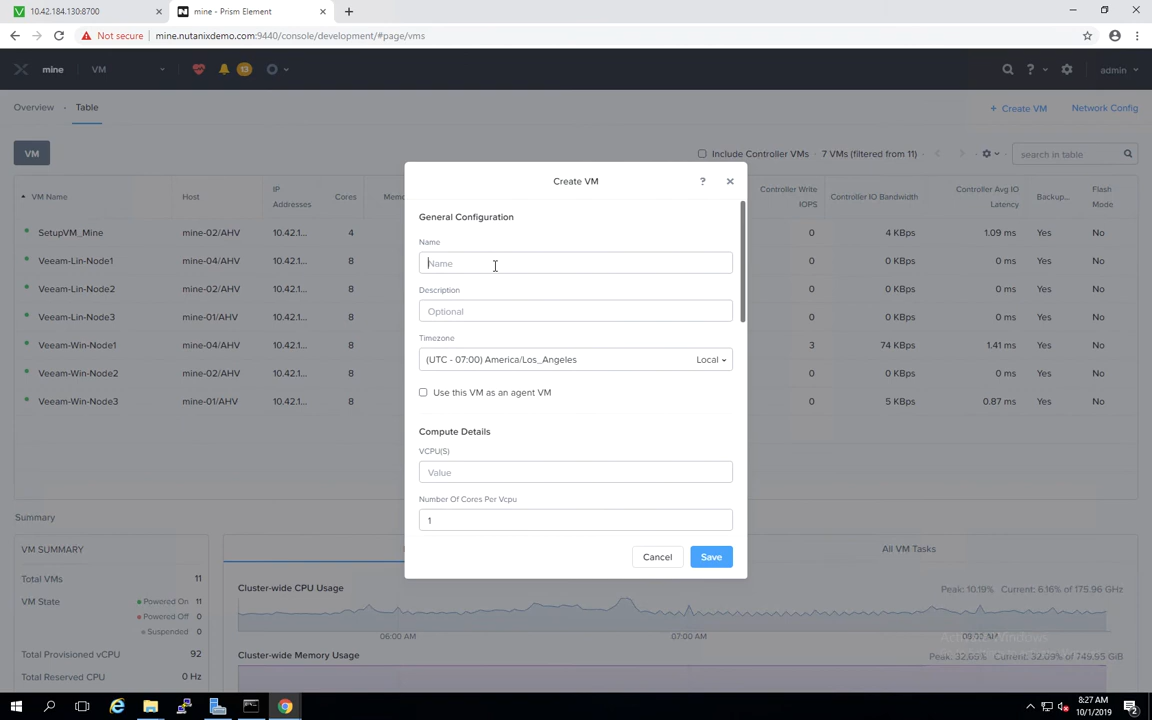 10.42.184.130:8700
mine - Prism Element
Not secure mine.nutanixdemo.com:9440/console/development/#page/vms
mine VM 13 ? admin
Overview · Table + Create VM Network Config
VM Include Controller VMs · 7 VMs (filtered from 11) · search in table
VM Name Host IP Addresses Cores Memo Controller Write IOPS Controller IO Bandwidth Controller Avg IO Latency Backup... Flash Mode
SetupVM_Mine mine-02/AHV 10.42.1... 4 0 4 KBps 1.09 ms Yes No
Veeam-Lin-Node1 mine-04/AHV 10.42.1... 8 0 0 KBps 0 ms Yes No
Veeam-Lin-Node2 mine-02/AHV 10.42.1... 8 0 0 KBps 0 ms Yes No
Veeam-Lin-Node3 mine-01/AHV 10.42.1... 8 0 0 KBps 0 ms Yes No
Veeam-Win-Node1 mine-04/AHV 10.42.1... 8 3 74 KBps 1.41 ms Yes No
Veeam-Win-Node2 mine-02/AHV 10.42.1... 8 0 0 KBps 0 ms Yes No
Veeam-Win-Node3 mine-01/AHV 10.42.1... 8 0 5 KBps 0.87 ms Yes No
Create VM ?
General Configuration
Name
Name
Description
Optional
Timezone
(UTC - 07:00) America/Los_Angeles Local
Use this VM as an agent VM
Compute Details
VCPU(S)
Value
Number Of Cores Per Vcpu
1
Cancel Save
Summary
VM SUMMARY
Total VMs 11
VM State Powered On 11
Powered Off 0
Suspended 0
Total Provisioned vCPU 92
Total Reserved CPU 0 Hz
All VM Tasks
Cluster-wide CPU Usage Peak: 10.19% Current: 6.16% of 175.96 GHz
06:00 AM 07:00 AM
Cluster-wide Memory Usage Peak: 32.69% Current: 32.09% of 749.95 GiB
8:27 AM
10/1/2019
2